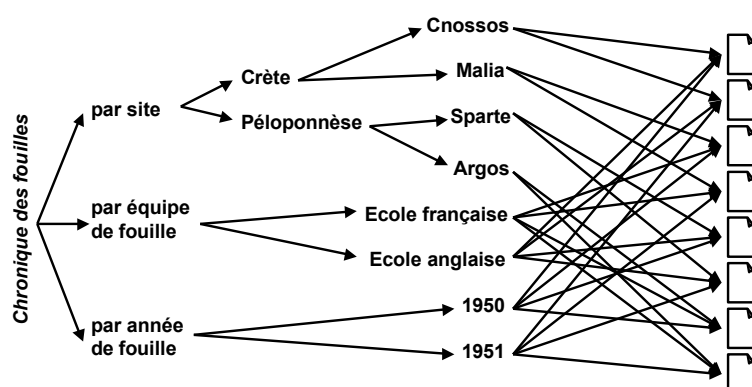 Chronique des fouilles
par site
Crète
Péloponnèse
Cnossos
Malia
Sparte
Argos
par équipe
de fouille
Ecole française
Ecole anglaise
par année
de fouille
1950
1951